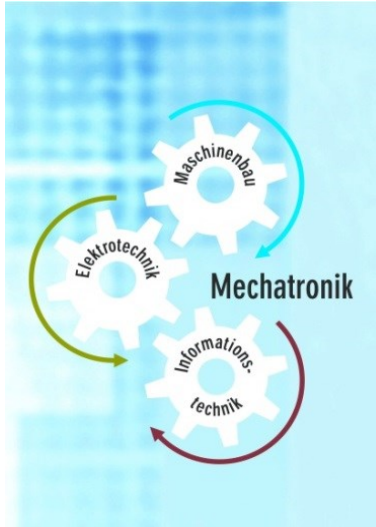 Maschinenbau
Elektrotechnik
Mechatronik
Informations-
technik